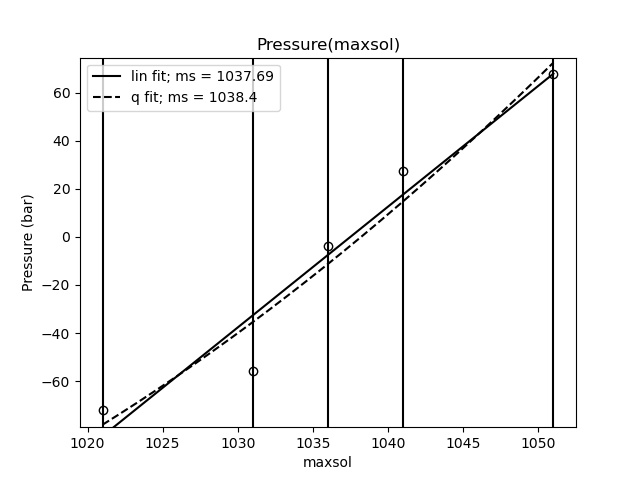 Pressure(maxsol)
lin fit; ms = 1037.69
q fit; ms = 1038.4
Pressure (bar)
60
40
20
0
−20
−40
−60
1020 1025 1030 1035 1040 1045 1050
maxsol